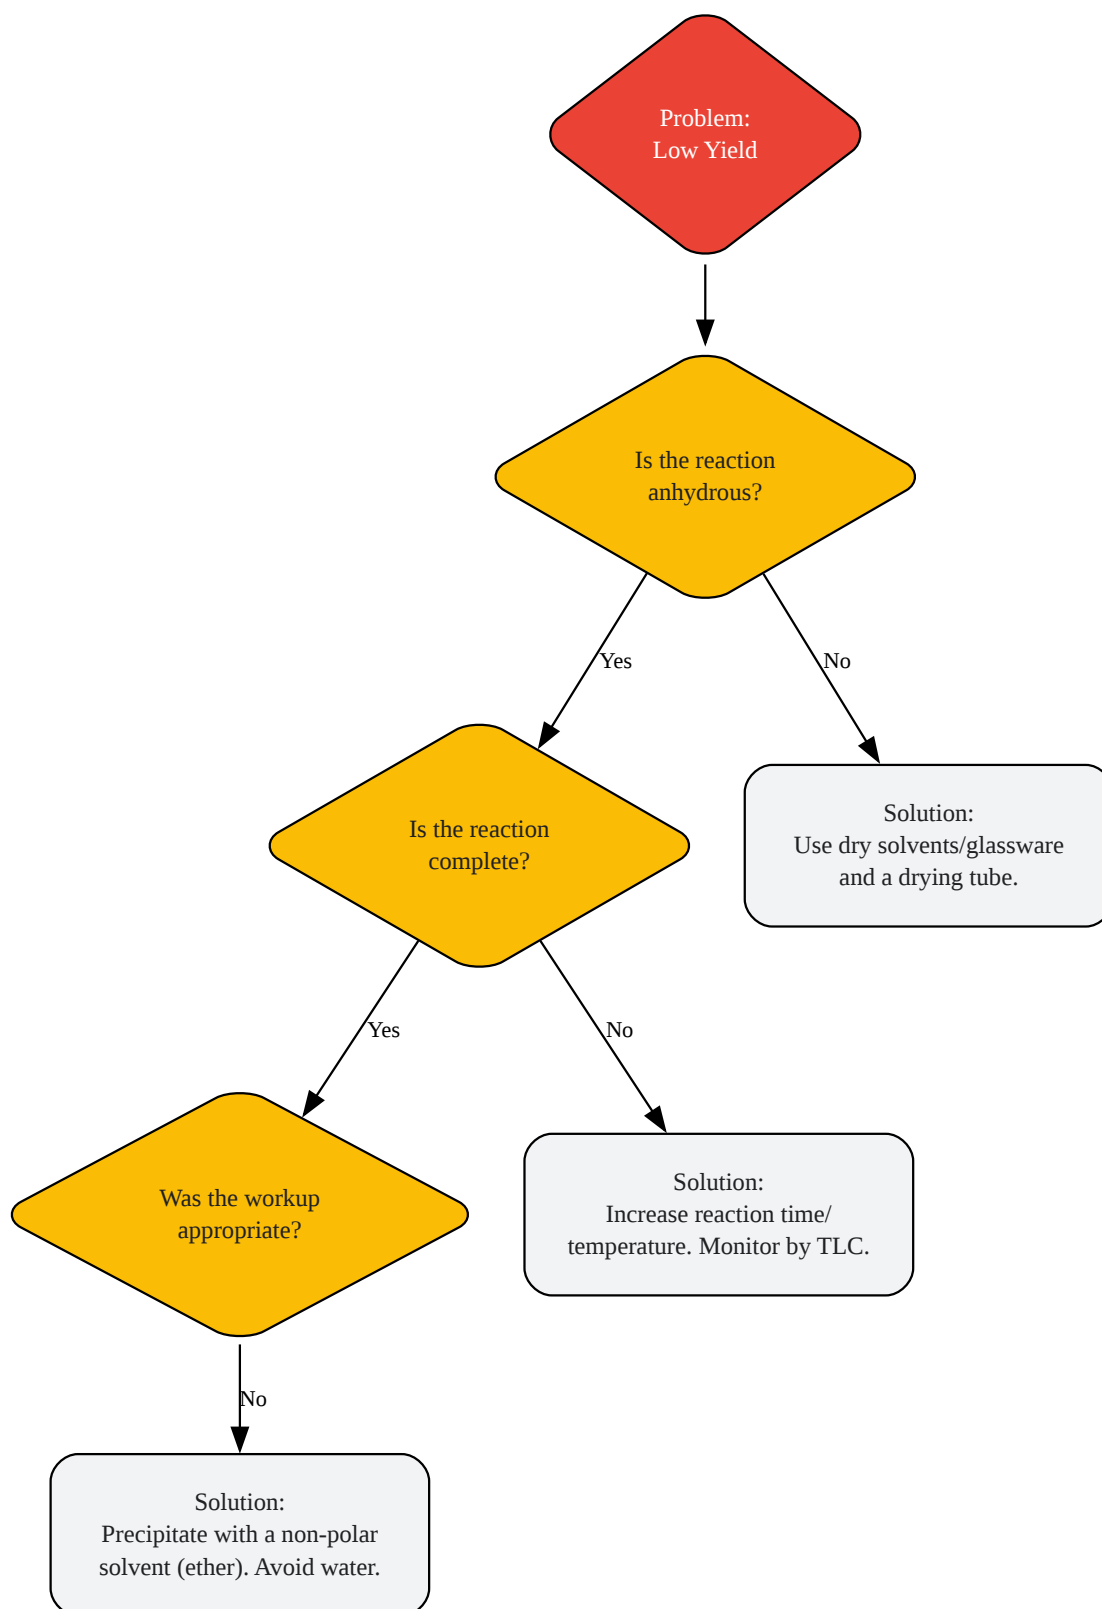 Problem:
Low Yield
Is the reaction
anhydrous?
Yes
No
Solution:
Use dry solvents/glassware
and a drying tube.
Is the reaction
complete?
Yes
No
Solution:
Increase reaction time/
temperature. Monitor by TLC.
Was the workup
appropriate?
No
Solution:
Precipitate with a non-polar
solvent (ether). Avoid water.